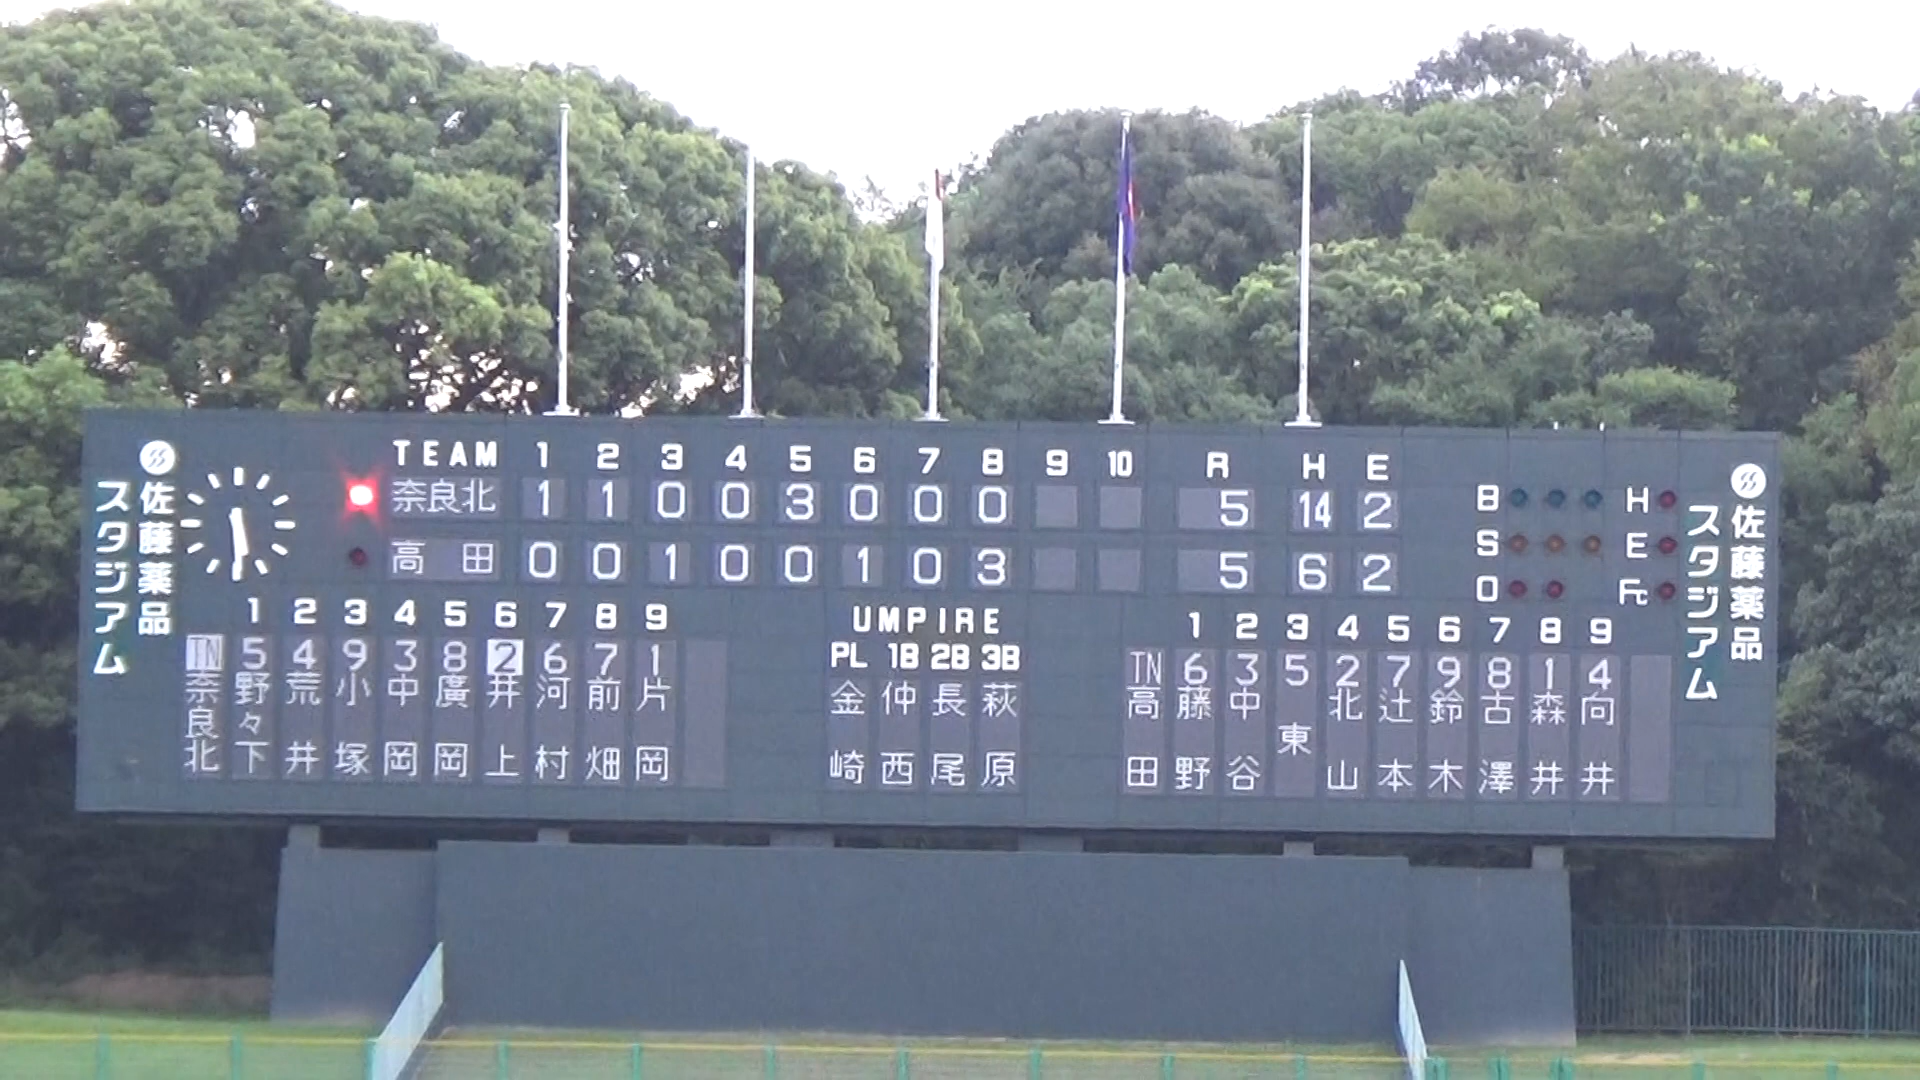 佐藤薬品
スタジアム
TEAM 1 2 3 4 5 6 7 8 9 10 R H E
奈良北 1 1 0 0 3 0 0 0 5 14 2
高田 0 0 1 0 0 1 0 3 5 6 2
B H
S E
O Fc
1 2 3 4 5 6 7 8 9
TN 5 4 9 3 8 2 6 7 1
奈良北
野々下
荒井
小塚
中岡
廣岡
井上
河村
前畑
片岡
UMPIRE
PL 1B 2B 3B
金崎
仲西
長尾
萩原
1 2 3 4 5 6 7 8 9
TN 6 3 5 2 7 9 8 1 4
高田
藤野
中谷
東
北山
辻本
鈴木
古澤
森井
向井
佐藤薬品
スタジアム